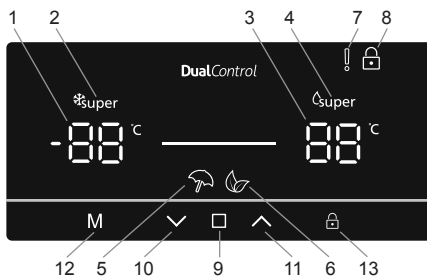 1 2 3 4 7 8
DualControl
super super
-88 °C 88 °C
M
12 5 10 9 11 6 13